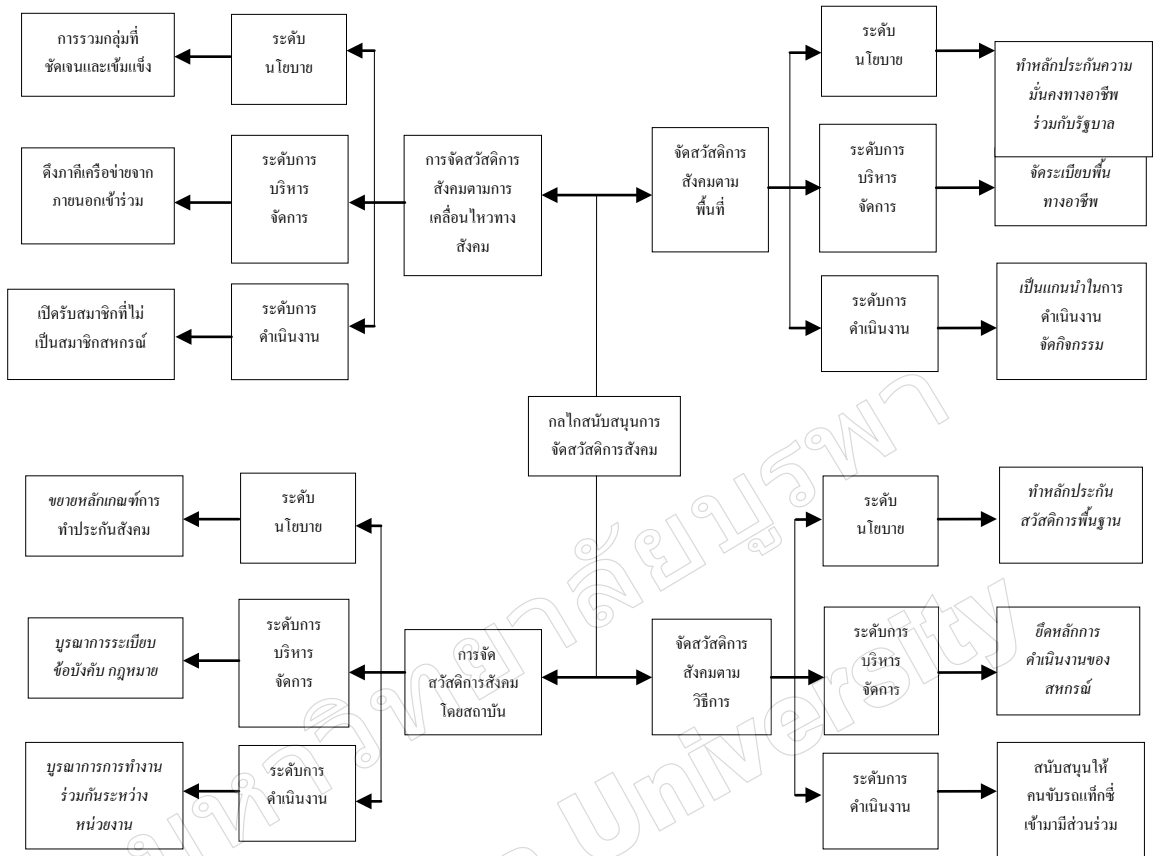 การรวมกลุ่มที่
ชัดเจนและเข้มแข็ง
ระดับ
นโยบาย
ระดับ
นโยบาย
ทำหลักประกันความ
มั่นคงทางอาชีพ
ร่วมกับรัฐบาล
ดึงภาคีเครือข่ายจาก
ภายนอกเข้าร่วม
ระดับการ
บริหาร
จัดการ
การจัดสวัสดิการ
สังคมตามการ
เคลื่อนไหวทาง
สังคม
จัดสวัสดิการ
สังคมตาม
พื้นที่
ระดับการ
บริหาร
จัดการ
จัดระเบียบพื้น
ทางอาชีพ
เปิดรับสมาชิกที่ไม่
เป็นสมาชิกสหกรณ์
ระดับการ
ดำเนินงาน
ระดับการ
ดำเนินงาน
เป็นแกนนำในการ
ดำเนินงาน
จัดกิจกรรม
กลไกสนับสนุนการ
จัดสวัสดิการสังคม
ขยายหลักเกณฑ์การ
ทำประกันสังคม
ระดับ
นโยบาย
ระดับ
นโยบาย
ทำหลักประกัน
สวัสดิการพื้นฐาน
บูรณาการระเบียบ
ข้อบังคับ กฎหมาย
ระดับการ
บริหาร
จัดการ
การจัด
สวัสดิการสังคม
โดยสถาบัน
จัดสวัสดิการ
สังคมตาม
วิธีการ
ระดับการ
บริหาร
จัดการ
ยึดหลักการ
ดำเนินงานของ
สหกรณ์
บูรณาการการทำงาน
ร่วมกันระหว่าง
หน่วยงาน
ระดับการ
ดำเนินงาน
ระดับการ
ดำเนินงาน
สนับสนุนให้
คนขับรถแท็กซี่
เข้ามามีส่วนร่วม
มหาวิทยาลัยบูรพา
University